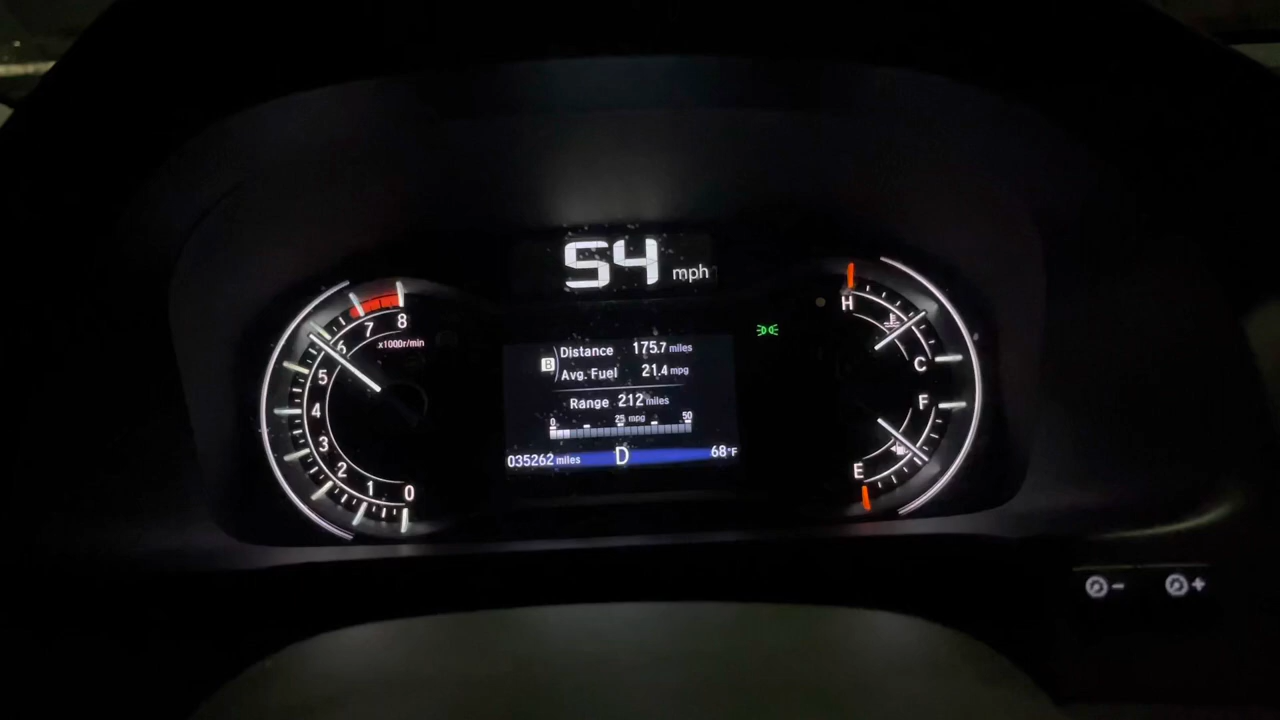 54 mph
8
7
6
5
4
3
2
1
0
x1000r/min
B
Distance 175.7 miles
Avg. Fuel 21.4 mpg
Range 212 miles
0 25 mpg 50
035262 miles D 68°F
H
C
F
E
- +